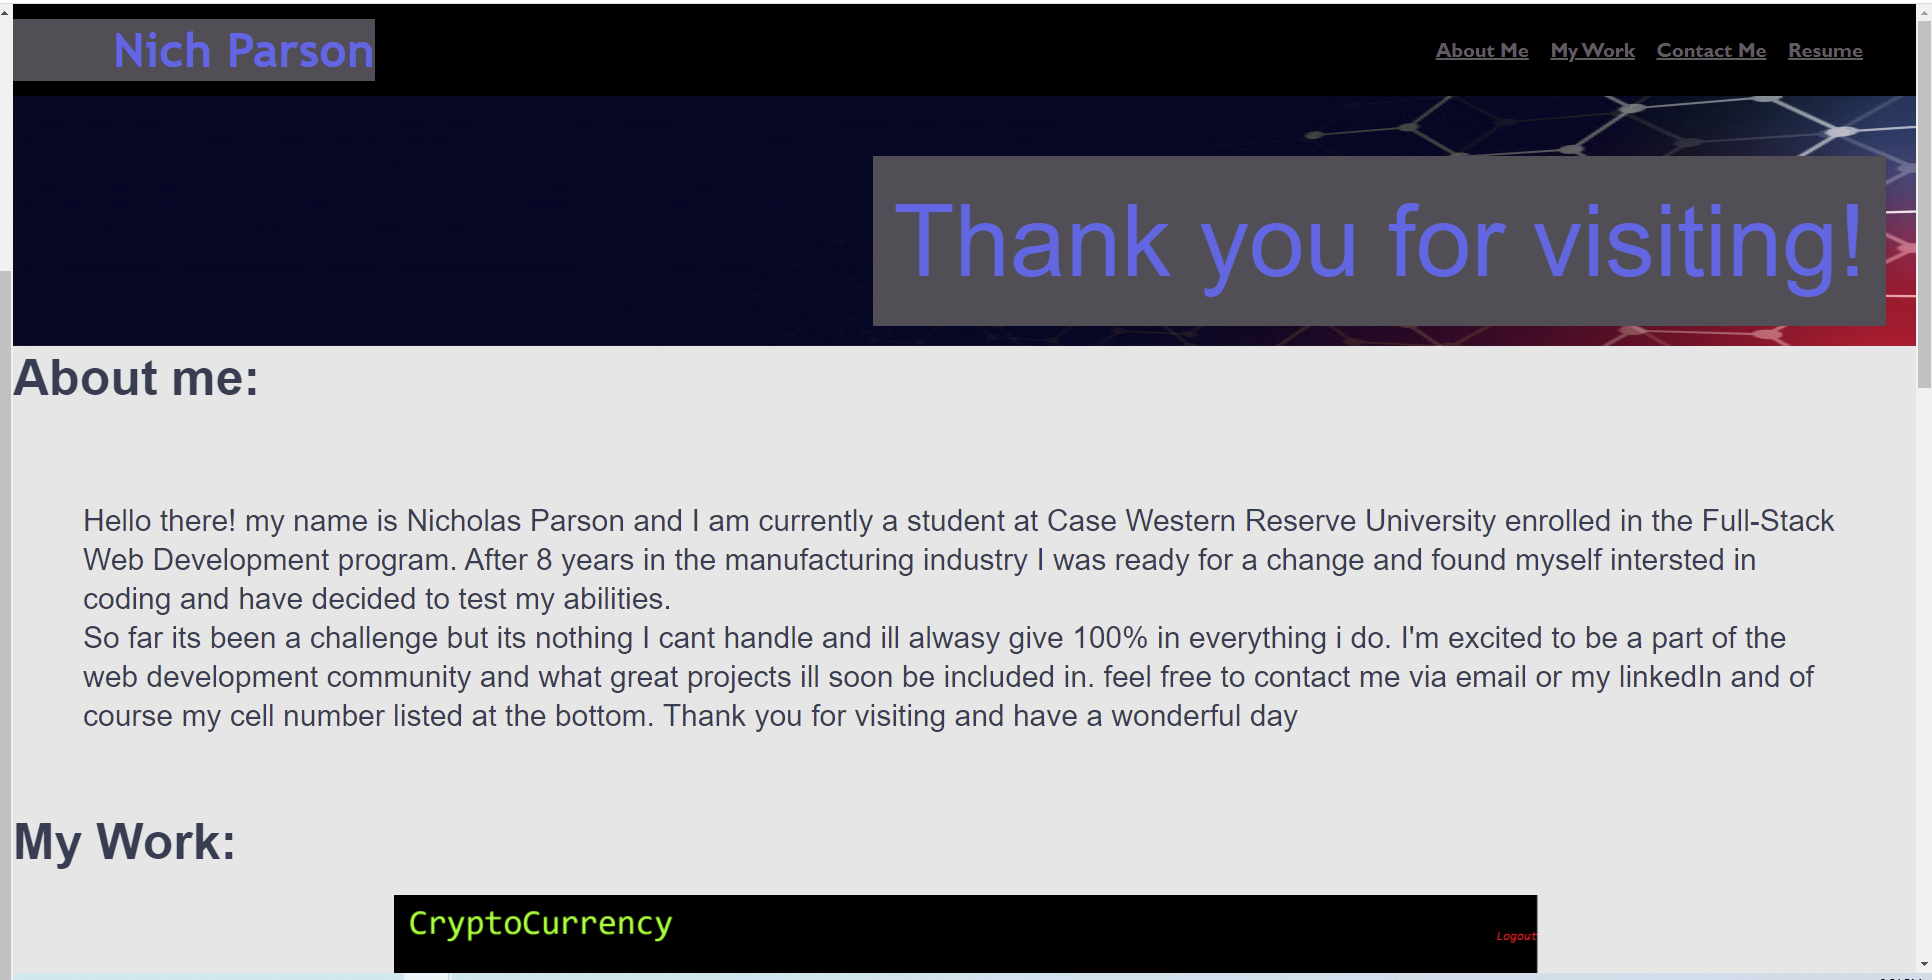 Nich Parson
About Me My Work Contact Me Resume
Thank you for visiting!
About me:
Hello there! my name is Nicholas Parson and I am currently a student at Case Western Reserve University enrolled in the Full-Stack
Web Development program. After 8 years in the manufacturing industry I was ready for a change and found myself intersted in
coding and have decided to test my abilities.
So far its been a challenge but its nothing I cant handle and ill alwasy give 100% in everything i do. I'm excited to be a part of the
web development community and what great projects ill soon be included in. feel free to contact me via email or my linkedIn and of
course my cell number listed at the bottom. Thank you for visiting and have a wonderful day
My Work:
CryptoCurrency
Logout